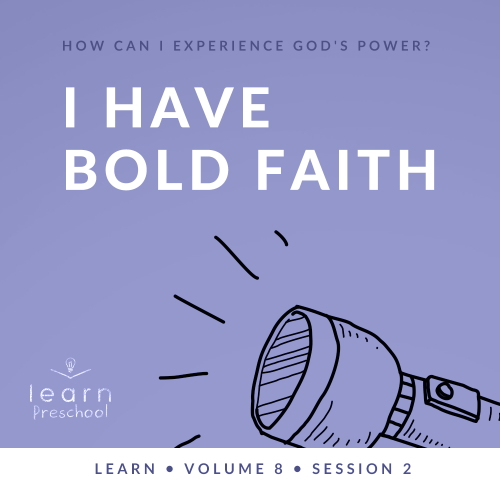 HOW CAN I EXPERIENCE GOD'S POWER?
I HAVE
BOLD FAITH
learn
Preschool
LEARN • VOLUME 8 • SESSION 2